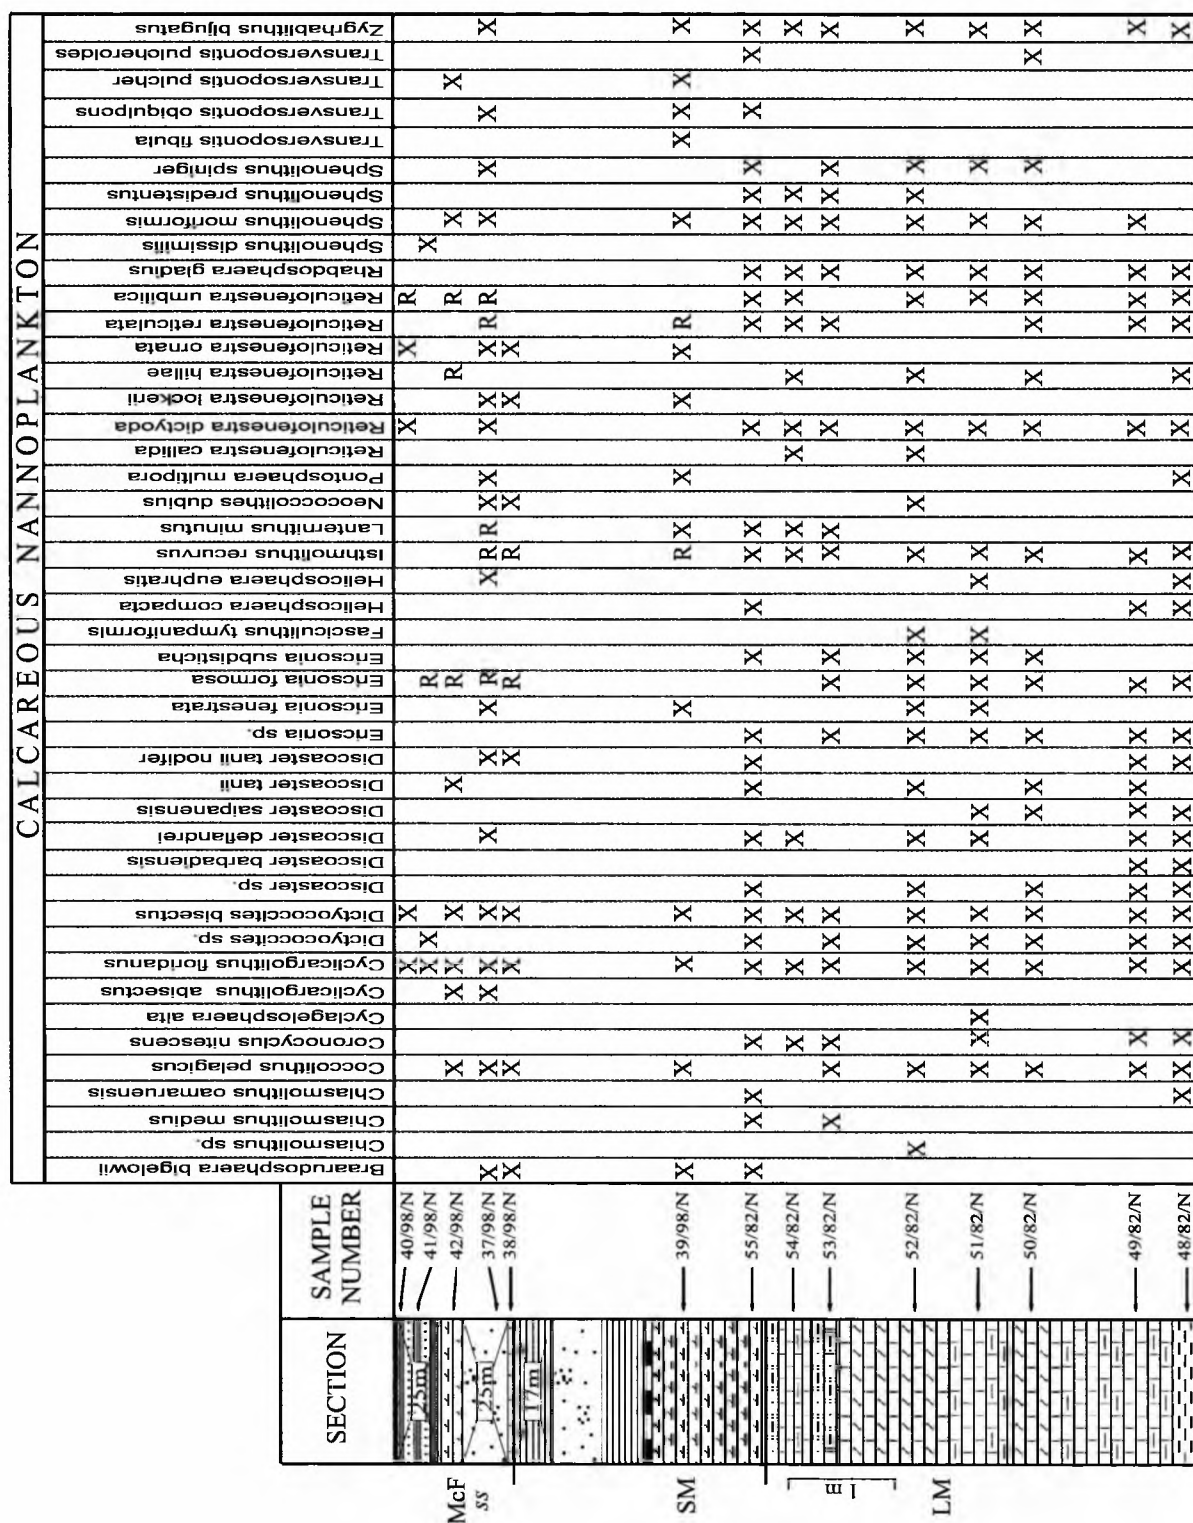 CALCAREOUS NANNOPLANKTON
SECTION
SAMPLE NUMBER
Braarudosphaera bigelowii
Chiasmolithus sp.
Chiasmolithus medius
Chiasmolithus oamaruensis
Coccolithus pelagicus
Coronocyclus nitescens
Cyclagelosphaera alta
Cyclicargolithus abisectus
Cyclicargolithus floridanus
Dictyococcites sp.
Dictyococcites bisectus
Discoaster sp.
Discoaster barbadiensis
Discoaster deflandrei
Discoaster saipanensis
Discoaster tanii
Discoaster tanii nodifer
Ericsonia sp.
Ericsonia fenestrata
Ericsonia formosa
Ericsonia subdisticha
Fasciculithus tympaniformis
Helicosphaera compacta
Helicosphaera euphratis
Isthmolithus recurvus
Lanternithus minutus
Neococcolithes dubius
Pontosphaera multipora
Reticulofenestra callida
Reticulofenestra dictyoda
Reticulofenestra lockerii
Reticulofenestra hillae
Reticulofenestra ornata
Reticulofenestra reticulata
Reticulofenestra umbilica
Rhabdosphaera gladius
Sphenolithus dissimilis
Sphenolithus moriformis
Sphenolithus predistentus
Sphenolithus spiniger
Transversopontis fibula
Transversopontis obiqulpons
Transversopontis pulcher
Transversopontis pulcheroides
Zygrhablithus bijugatus
40/98/N X X X X R
41/98/N X X R X
42/98/N X X X X X R R R X X
37/98/N X X X X X X X X R X R R X X X X X R R X X X X
38/98/N X X X X X R R X X X
39/98/N X X X X X R X X X X R X X X X X
55/82/N X X X X X X X X X X X X X X X X X X X X X X X X X X
54/82/N X X X X X X X X X X X X X X X
53/82/N X X X X X X X X X X X X X X X X X X
52/82/N X X X X X X X X X X X X X X X X X X X X X X X X
51/82/N X X X X X X X X X X X X X X X X X X X X X
50/82/N X X X X X X X X X X X X X X X X X X X X
49/82/N X X X X X X X X X X X X X X X X X X X X X
48/82/N X X X X X X X X X X X X X X X X X X X X X X X
25m
25m
17m
McF
ss
SM
LM
1 m